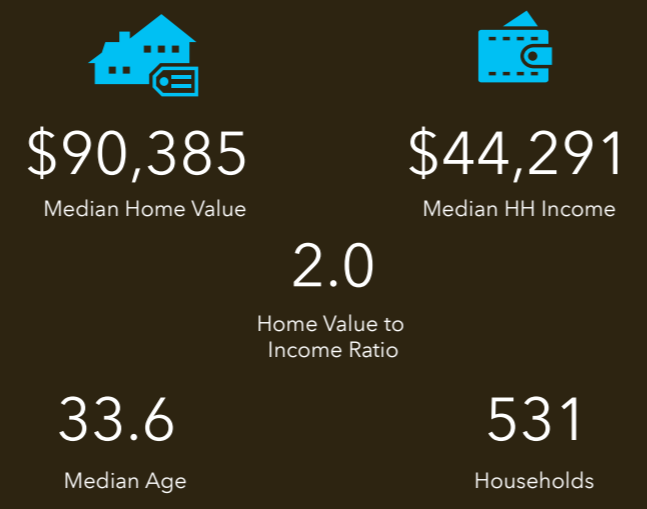 $90,385
$44,291
Median Home Value
Median HH Income
2.0
Home Value to
Income Ratio
33.6
531
Median Age
Households